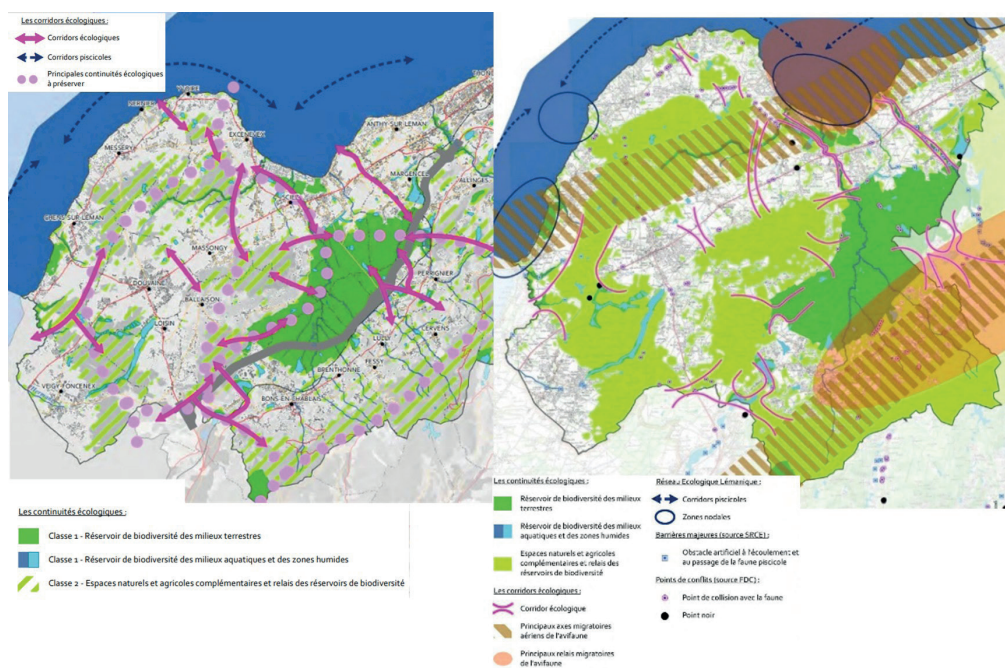 Les corridors écologiques :
Corridors écologiques
Corridors piscicoles
Principales continuités écologiques
à préserver
YVOIRE
NERNIER
EXCENEVEX
MESSERY
ANTHY-SUR-LEMAN
MARGENCEL
ALLINGES
CHENS-SUR-LEMAN
MASSONGY
DOUVAINE
PERRIGNIER
BALLAISON
LOISIN
CERVENS
LULLY
FESSY
BRENTHONNE
VEIGY-FONCENEX
BONS-EN-CHABLAIS
Les continuités écologiques :
Classe 1 - Réservoir de biodiversité des milieux terrestres
Classe 1 - Réservoir de biodiversité des milieux aquatiques et des zones humides
Classe 2 - Espaces naturels et agricoles complémentaires et relais des réservoirs de biodiversité
Les continuités écologiques :
Réservoir de biodiversité des milieux
terrestres
Réservoir de biodiversité des milieux
aquatiques et des zones humides
Espaces naturels et agricoles
complémentaires et relais des
réservoirs de biodiversité
Les corridors écologiques :
Corridor écologique
Principaux axes migratoires
aériens de l'avifaune
Principaux relais migratoires
de l'avifaune
Réseau Ecologique Lémanique :
Corridors piscicoles
Zones nodales
Barrières majeures (source SRCE) :
Obstacle artificiel à l'écoulement et
au passage de la faune piscicole
Points de conflits (source FDC) :
Point de collision avec la faune
Point noir